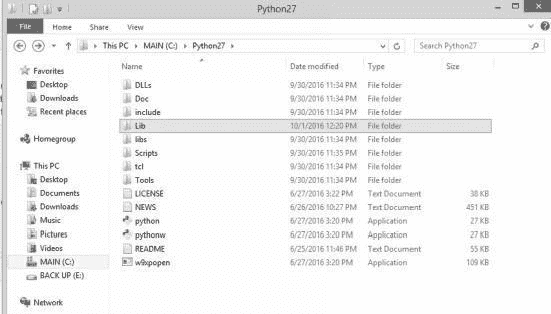 Python27
File Home Share View
This PC MAIN (C:) Python27 Search Python27
Name Date modified Type Size
Favorites
Desktop
Downloads
Recent places
Homegroup
This PC
Desktop
Documents
Downloads
Music
Pictures
Videos
MAIN (C:)
BACK UP (E:)
Network
DLLs 9/30/2016 11:34 PM File folder
Doc 9/30/2016 11:34 PM File folder
include 9/30/2016 11:34 PM File folder
Lib 10/1/2016 12:20 PM File folder
libs 9/30/2016 11:34 PM File folder
Scripts 9/30/2016 11:35 PM File folder
tcl 9/30/2016 11:34 PM File folder
Tools 9/30/2016 11:34 PM File folder
LICENSE 6/27/2016 3:22 PM Text Document 38 KB
NEWS 6/26/2016 10:27 PM Text Document 451 KB
python 6/27/2016 3:20 PM Application 27 KB
pythonw 6/27/2016 3:20 PM Application 27 KB
README 6/25/2016 11:46 PM Text Document 55 KB
w9xpopen 6/27/2016 3:20 PM Application 109 KB